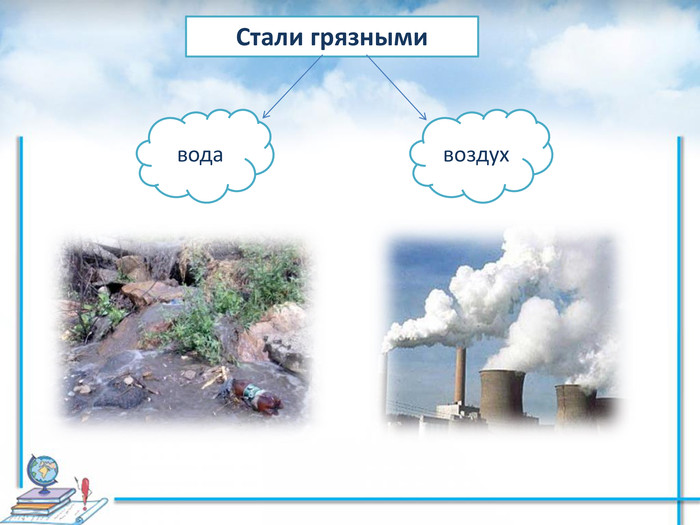 Стали грязными
вода
воздух